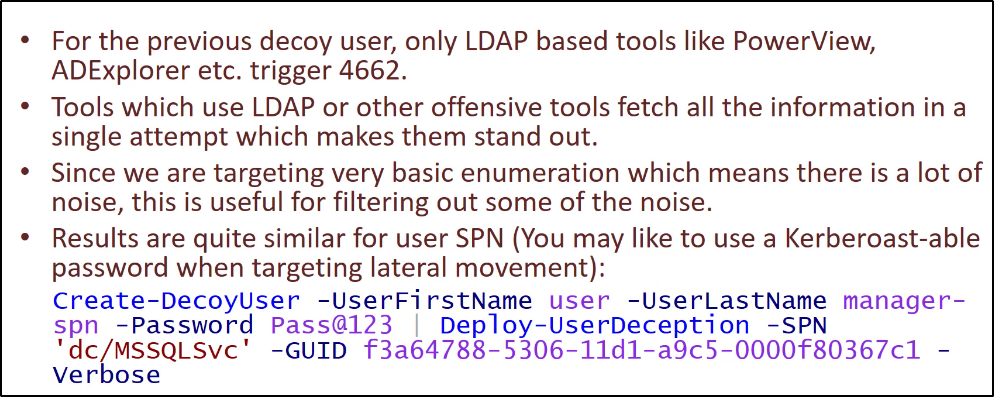 • For the previous decoy user, only LDAP based tools like PowerView,
ADExplorer etc. trigger 4662.
• Tools which use LDAP or other offensive tools fetch all the information in a
single attempt which makes them stand out.
• Since we are targeting very basic enumeration which means there is a lot of
noise, this is useful for filtering out some of the noise.
• Results are quite similar for user SPN (You may like to use a Kerberoast-able
password when targeting lateral movement):
Create-DecoyUser -UserFirstName user -UserLastName manager-
spn -Password Pass@123 | Deploy-UserDeception -SPN
'dc/MSSQLSvc' -GUID f3a64788-5306-11d1-a9c5-0000f80367c1 -
Verbose